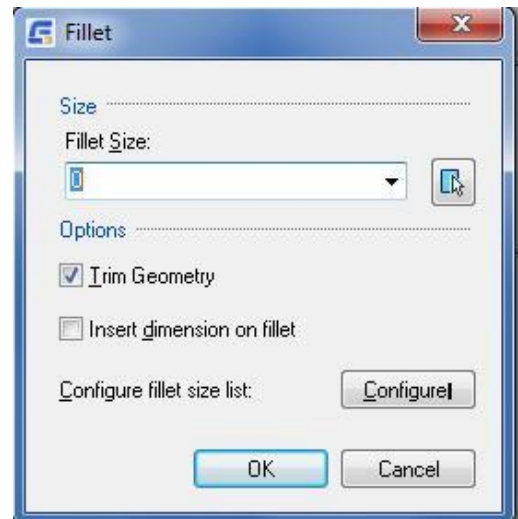 Fillet
Size
Fillet Size:
0
Options
Trim Geometry
Insert dimension on fillet
Configure fillet size list: Configure
OK Cancel